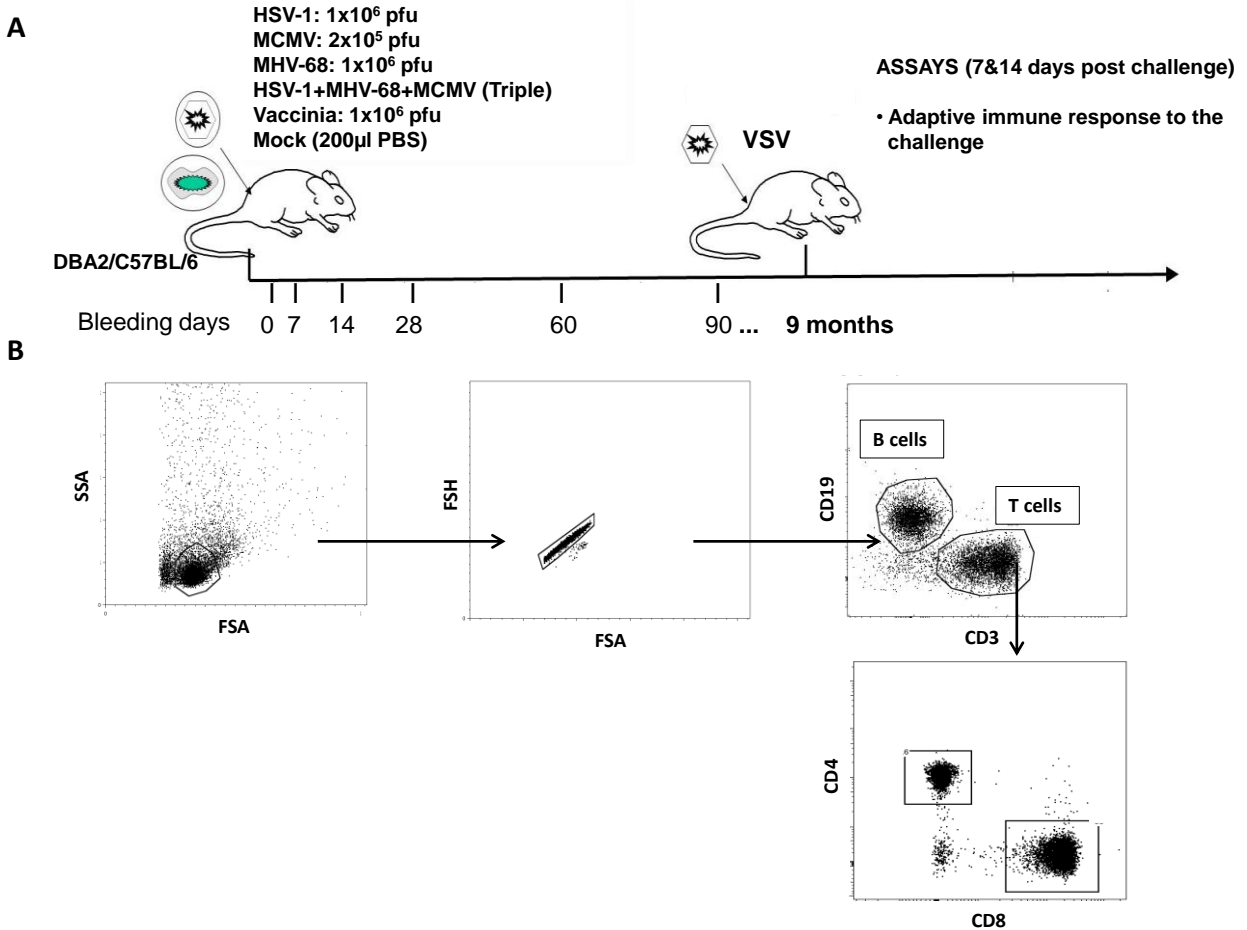 A
HSV-1: 1x10⁶ pfu
MCMV: 2x10⁵ pfu
MHV-68: 1x10⁶ pfu
HSV-1+MHV-68+MCMV (Triple)
Vaccinia: 1x10⁶ pfu
Mock (200µl PBS)
VSV
ASSAYS (7&14 days post challenge)
• Adaptive immune response to the
challenge
DBA2/C57BL/6
Bleeding days 0 7 14 28 60 90 ... 9 months
B
SSA
FSA
FSH
FSA
B cells
T cells
CD19
CD3
CD4
CD8